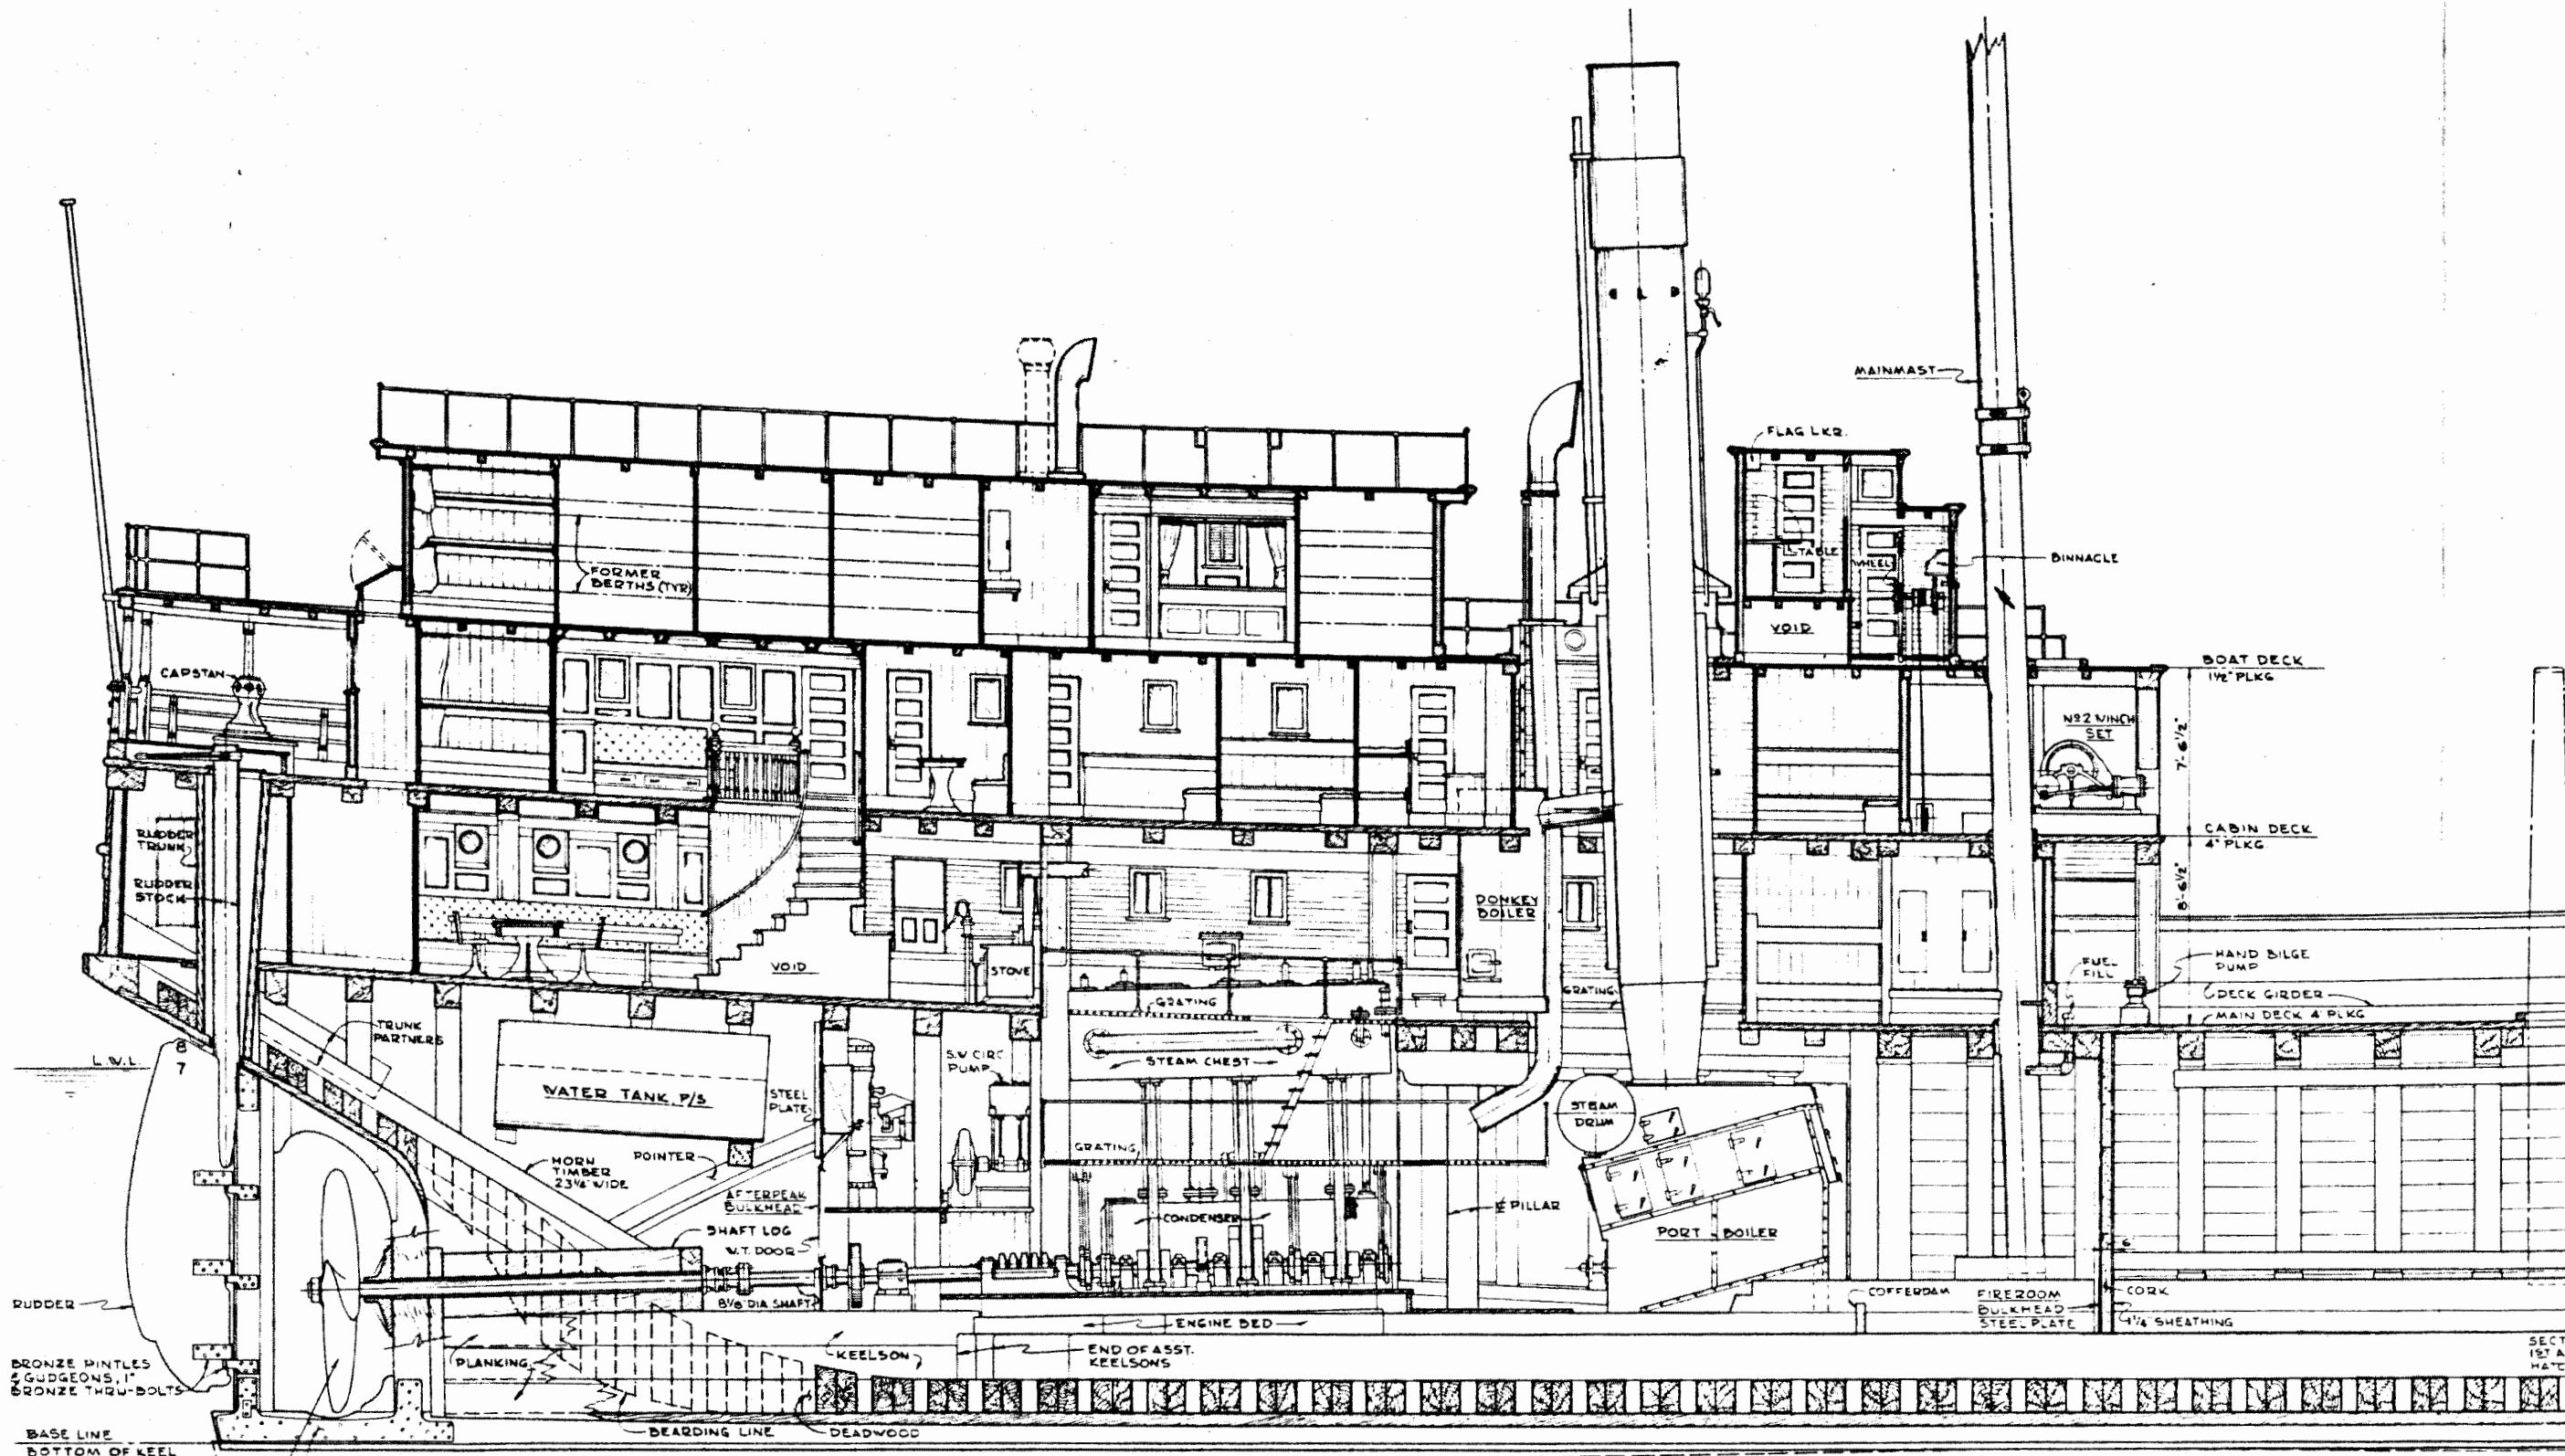 MAINMAST
FLAG LKR.
TABLE
WHEEL
BINNACLE
VOID
FORMER
BERTHS (TYP.)
BOAT DECK
1½" PLKG
CAPSTAN
Nº2 WINCH
SET
7'-6½"
CABIN DECK
4" PLKG
8'-6½"
RUDDER
TRUNK
RUDDER
STOCK
DONKEY
BOILER
VOID
STOVE
GRATING
GRATING
FUEL
FILL
HAND BILGE
PUMP
DECK GIRDER
MAIN DECK 4" PLKG
TRUNK
PARTNERS
L.W.L.
8
7
S.W. CIRC.
PUMP
STEAM CHEST
WATER TANK, P/S
STEEL
PLATE
STEAM
DRUM
GRATING
POINTER
HORN
TIMBER
23¼" WIDE
AFTERPEAK
BULKHEAD
CONDENSER
℄ PILLAR
SHAFT LOG
W.T. DOOR
PORT BOILER
8⅛" DIA. SHAFT
RUDDER
COFFERDAM
FIREROOM
BULKHEAD
STEEL PLATE
CORK
1¼" SHEATHING
ENGINE BED
PLANKING
KEELSON
END OF ASST.
KEELSONS
BRONZE PINTLES
& GUDGEONS, 1"
BRONZE THRU-BOLTS
SECT
1ST A
HATC
BEARDING LINE
DEADWOOD
BASE LINE
BOTTOM OF KEEL